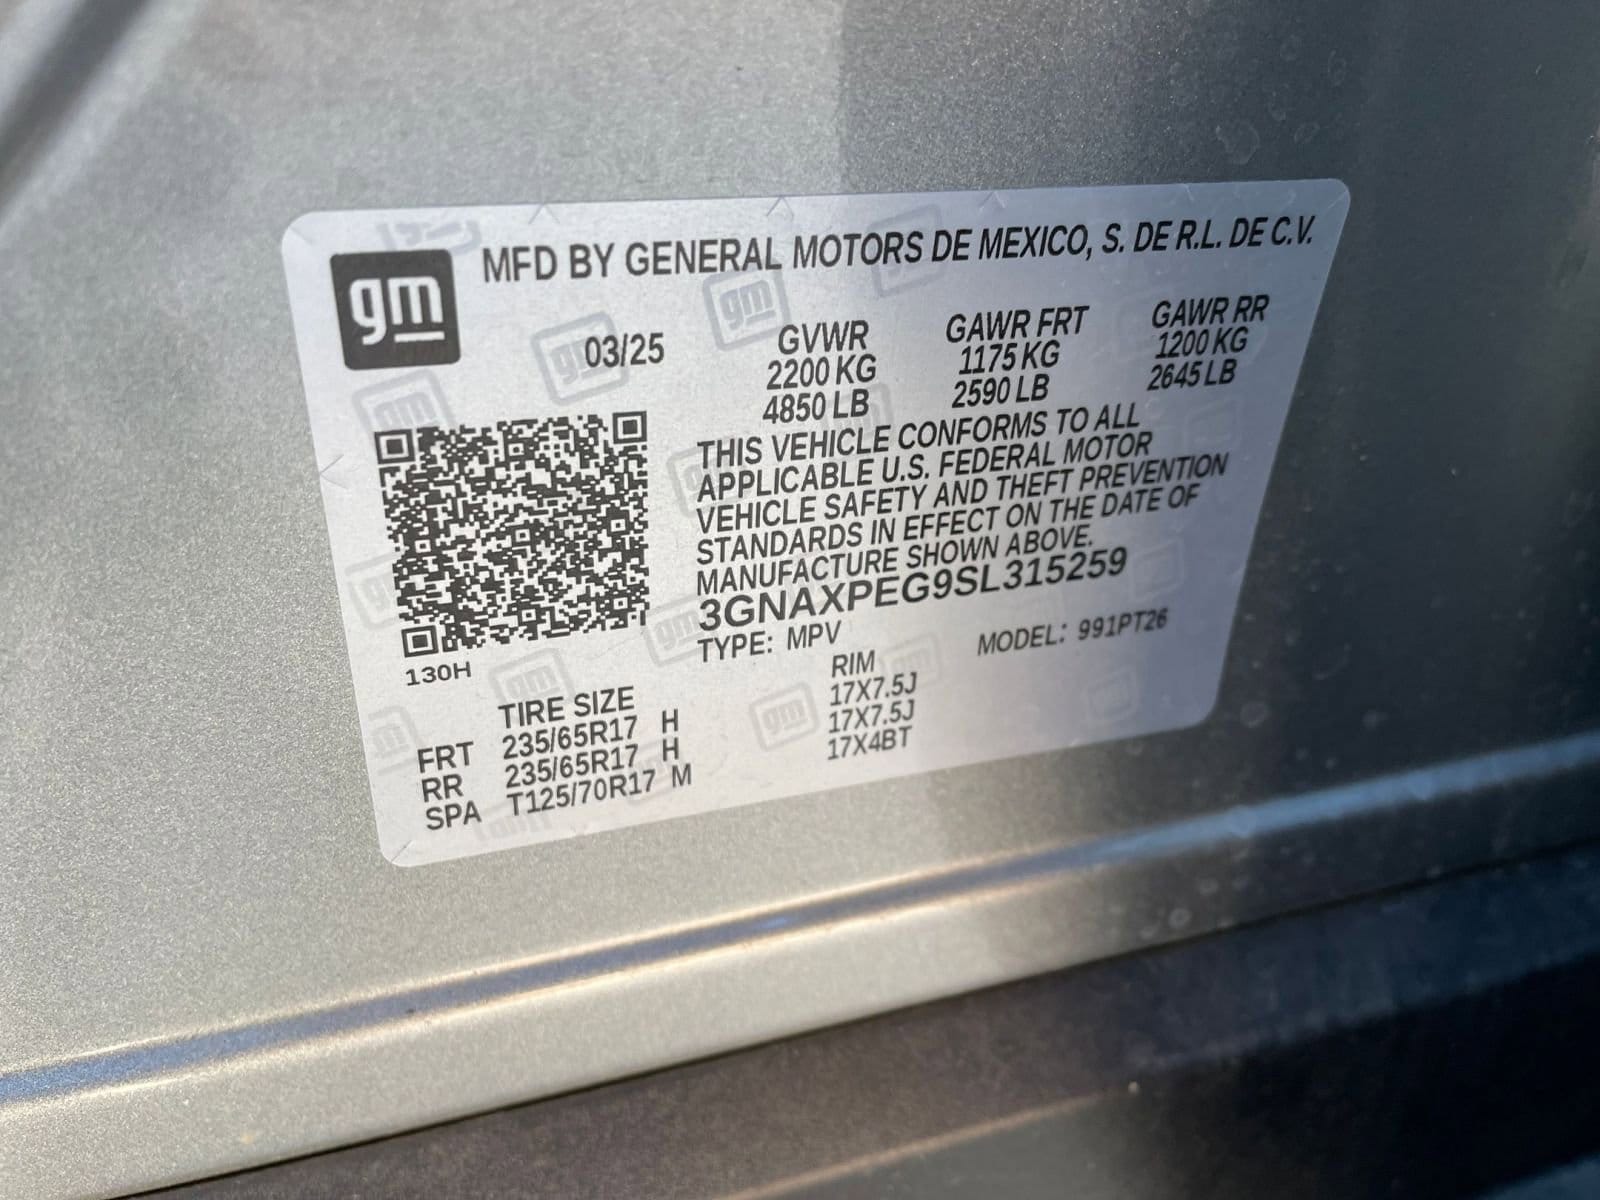 gm
MFD BY GENERAL MOTORS DE MEXICO, S. DE R.L. DE C.V.
03/25
GVWR GAWR FRT GAWR RR
2200 KG 1175 KG 1200 KG
4850 LB 2590 LB 2645 LB
THIS VEHICLE CONFORMS TO ALL
APPLICABLE U.S. FEDERAL MOTOR
VEHICLE SAFETY AND THEFT PREVENTION
STANDARDS IN EFFECT ON THE DATE OF
MANUFACTURE SHOWN ABOVE.
3GNAXPEG9SL315259
TYPE: MPV MODEL: 991PT26
130H
TIRE SIZE RIM
FRT 235/65R17 H 17X7.5J
RR 235/65R17 H 17X7.5J
SPA T125/70R17 M 17X4BT